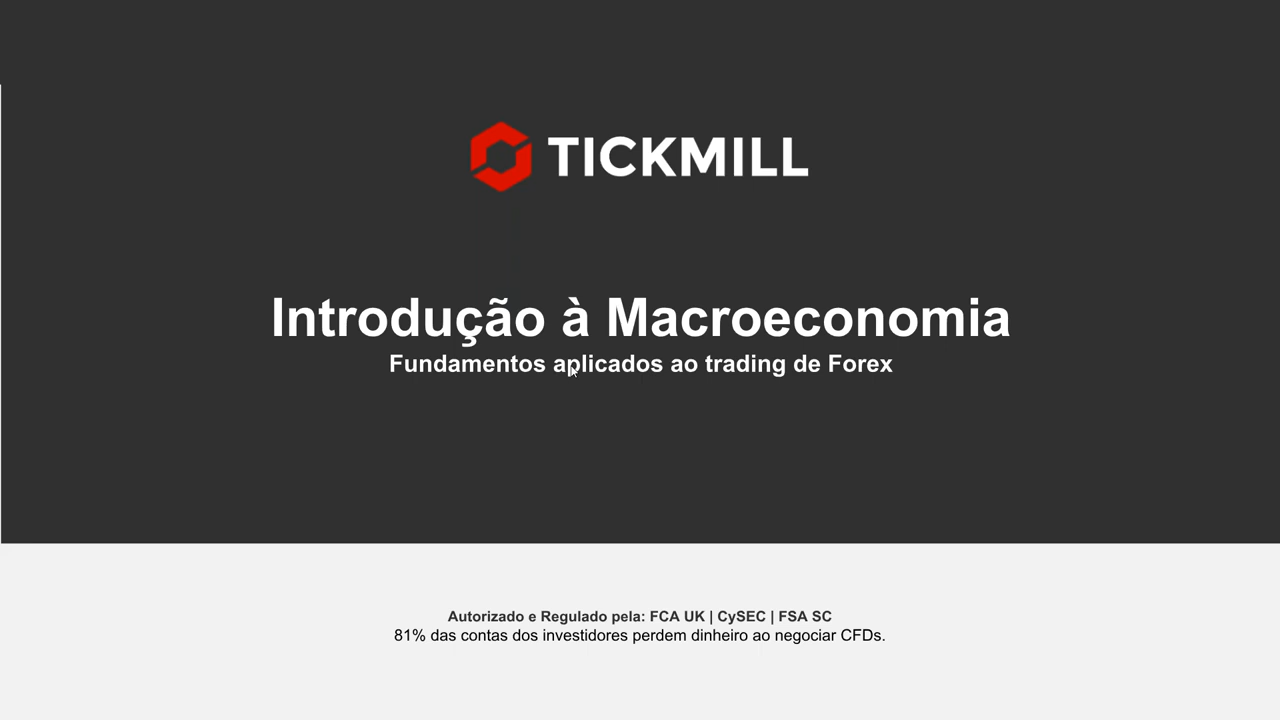 TICKMILL
Introdução à Macroeconomia
Fundamentos aplicados ao trading de Forex
Autorizado e Regulado pela: FCA UK | CySEC | FSA SC
81% das contas dos investidores perdem dinheiro ao negociar CFDs.